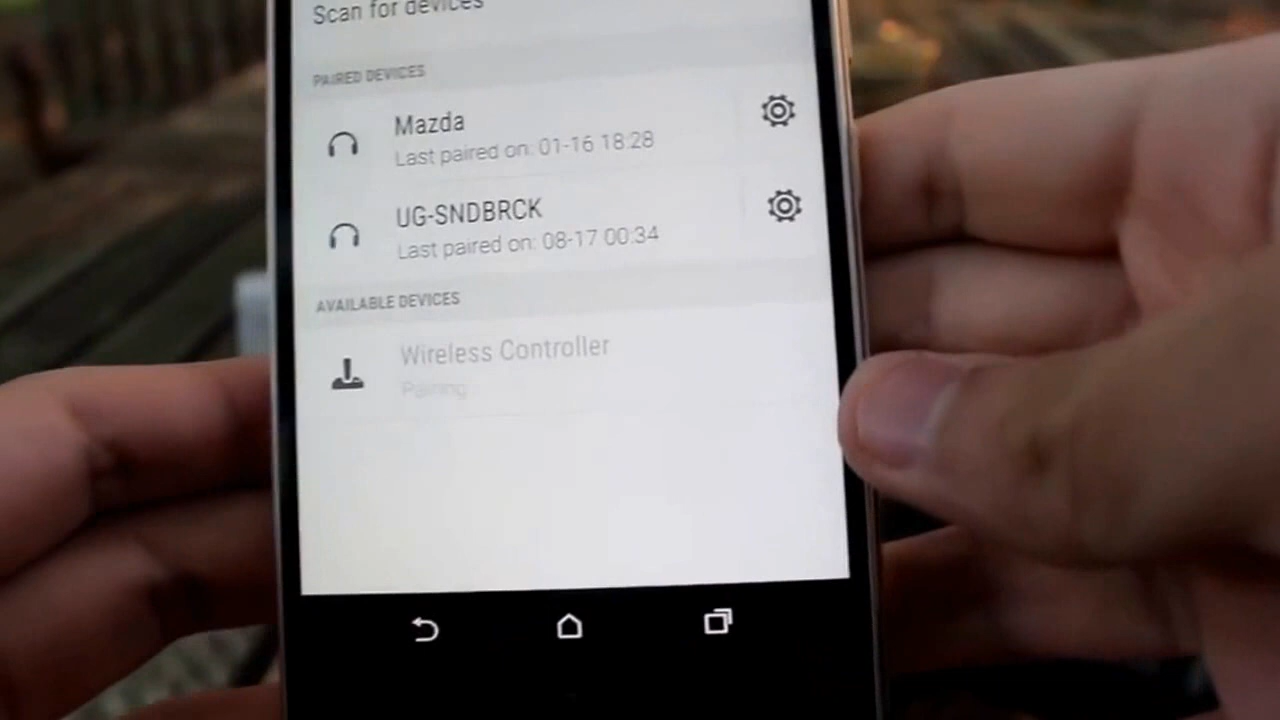 Scan for devices
PAIRED DEVICES
Mazda
Last paired on: 01-16 18:28
UG-SNDBRCK
Last paired on: 08-17 00:34
AVAILABLE DEVICES
Wireless Controller
Pairing